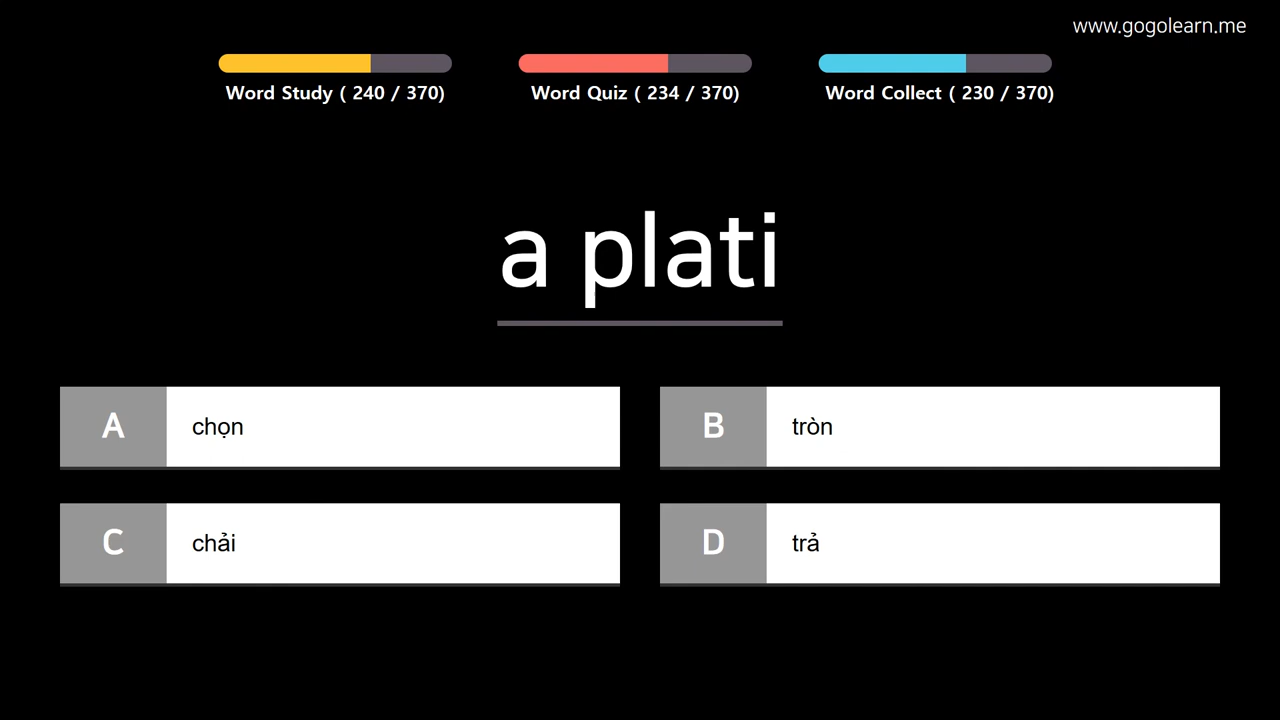 www.gogolearn.me
Word Study ( 240 / 370)
Word Quiz ( 234 / 370)
Word Collect ( 230 / 370)
a plati
A chọn
B tròn
C chải
D trả